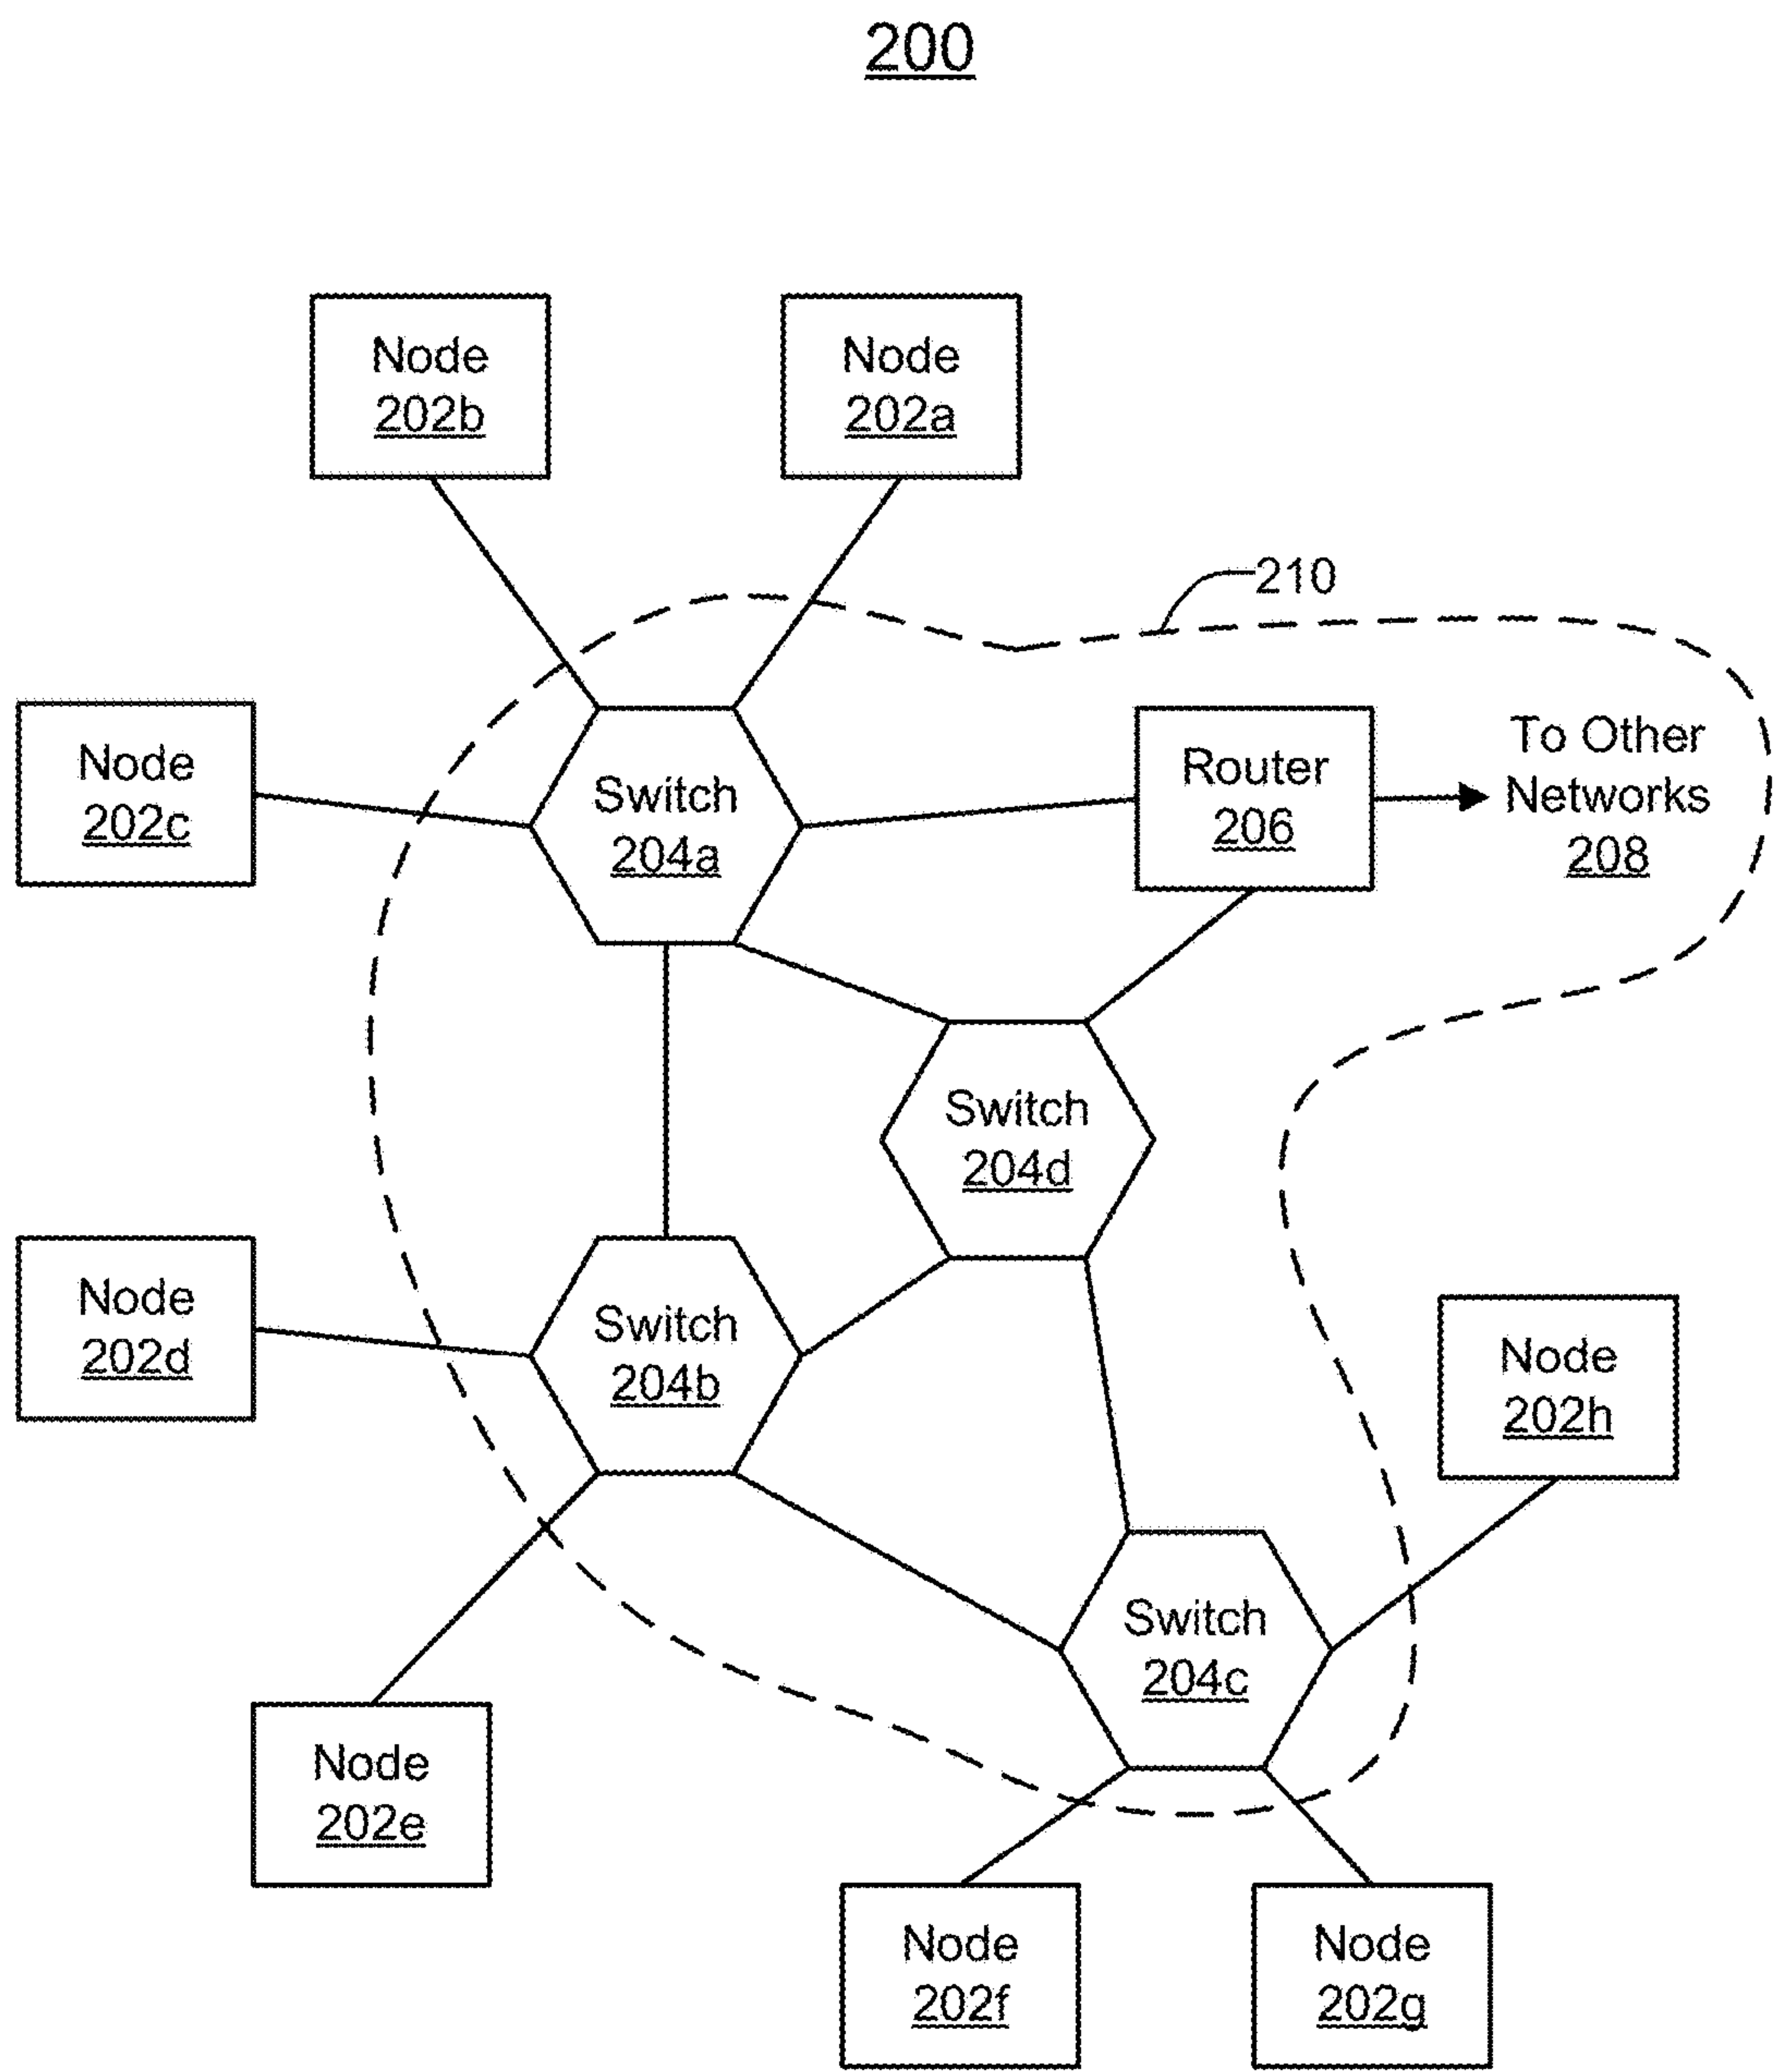 200
Node
202b
Node
202a
210
Node
202c
Switch
204a
Router
206
To Other
Networks
208
Switch
204d
Node
202d
Switch
204b
Node
202h
Switch
204c
Node
202e
Node
202f
Node
202g